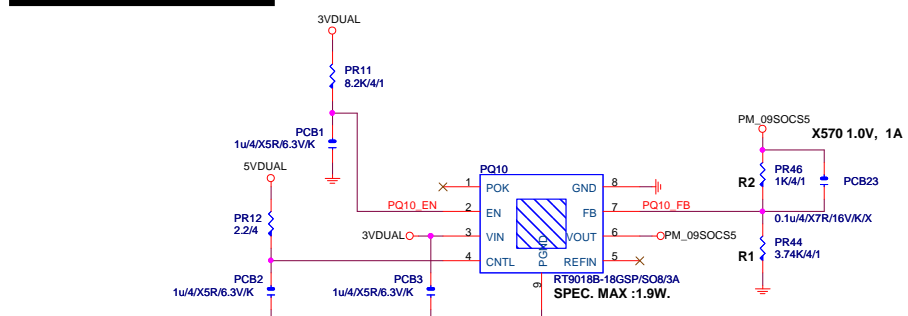 3VDUAL
PR11
8.2K/4/1
PM_09SOCS5
X570 1.0V, 1A
PCB1
1u/4/X5R/6.3V/K
5VDUAL
PQ10
PR46
1K/4/1
R2
PCB23
1 POK GND 8
PQ10_EN 2 EN FB 7 PQ10_FB
0.1u/4/X7R/16V/K/X
PR12
2.2/4
3VDUAL 3 VIN VOUT 6 PM_09SOCS5
4 CNTL REFIN 5
PGND
9
PR44
3.74K/4/1
R1
PCB2
1u/4/X5R/6.3V/K
PCB3
1u/4/X5R/6.3V/K
RT9018B-18GSP/SO8/3A
SPEC. MAX :1.9W.